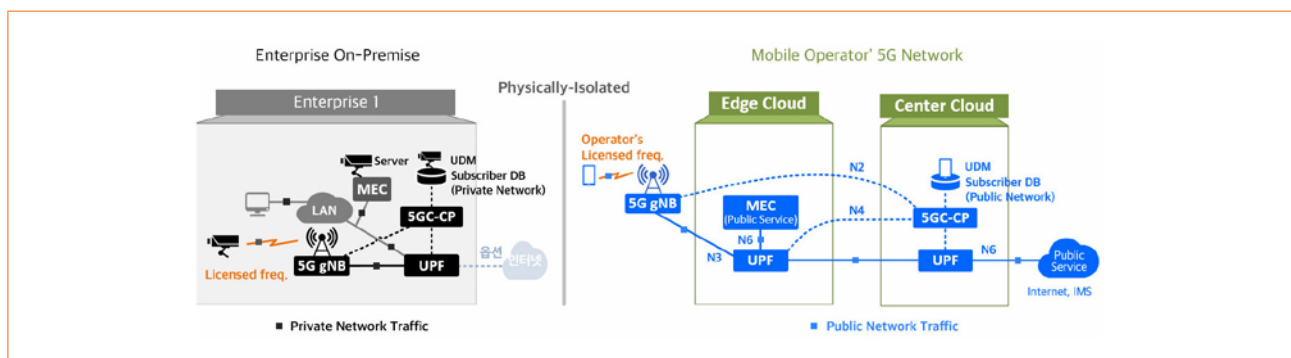 Enterprise On-Premise
Mobile Operator' 5G Network
Physically-Isolated
Enterprise 1
Edge Cloud
Center Cloud
Operator's
Licensed freq.
Server
UDM
Subscriber DB
(Private Network)
MEC
LAN
5GC-CP
5G gNB
Licensed freq.
UPF
옵션
인터넷
N2
UDM
Subscriber DB
(Public Network)
5G gNB
MEC
(Public Service)
N4
5GC-CP
N6
N3
UPF
UPF
N6
Public
Service
Internet, IMS
Private Network Traffic
Public Network Traffic